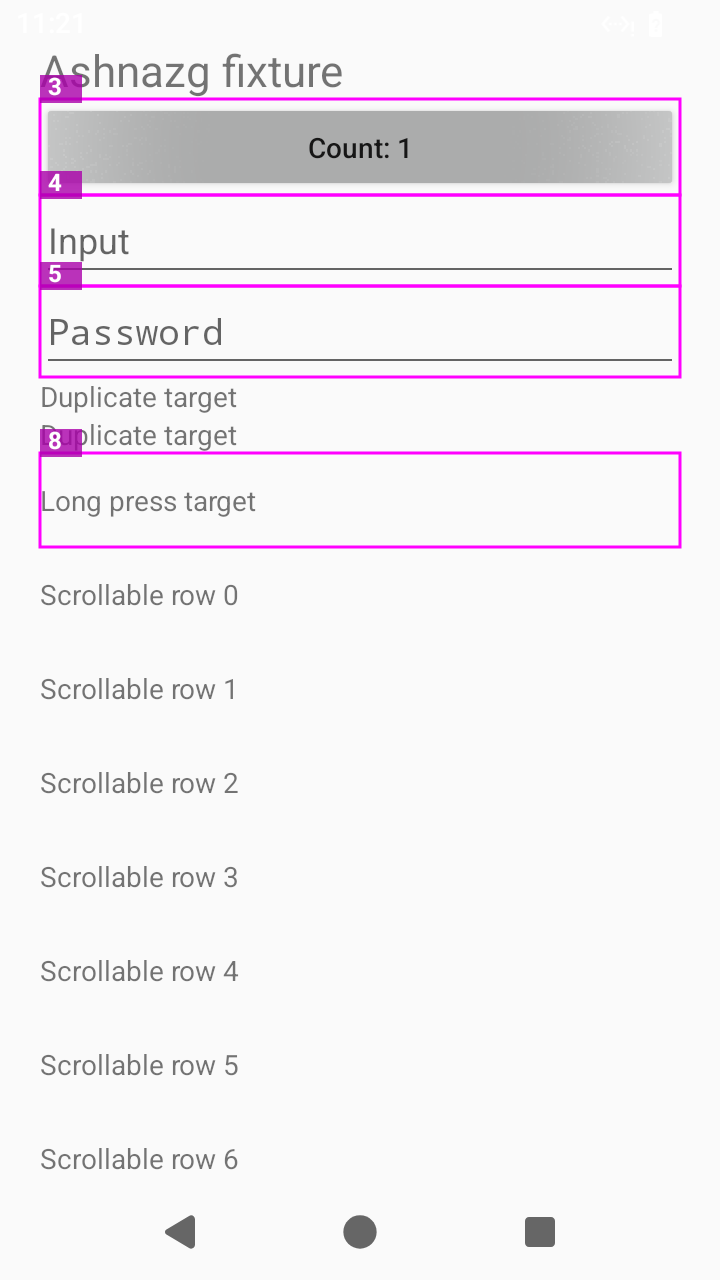 11:21
Ashnazg fixture
3
Count: 1
4
Input
5
Password
Duplicate target
Duplicate target
8
Long press target
Scrollable row 0
Scrollable row 1
Scrollable row 2
Scrollable row 3
Scrollable row 4
Scrollable row 5
Scrollable row 6